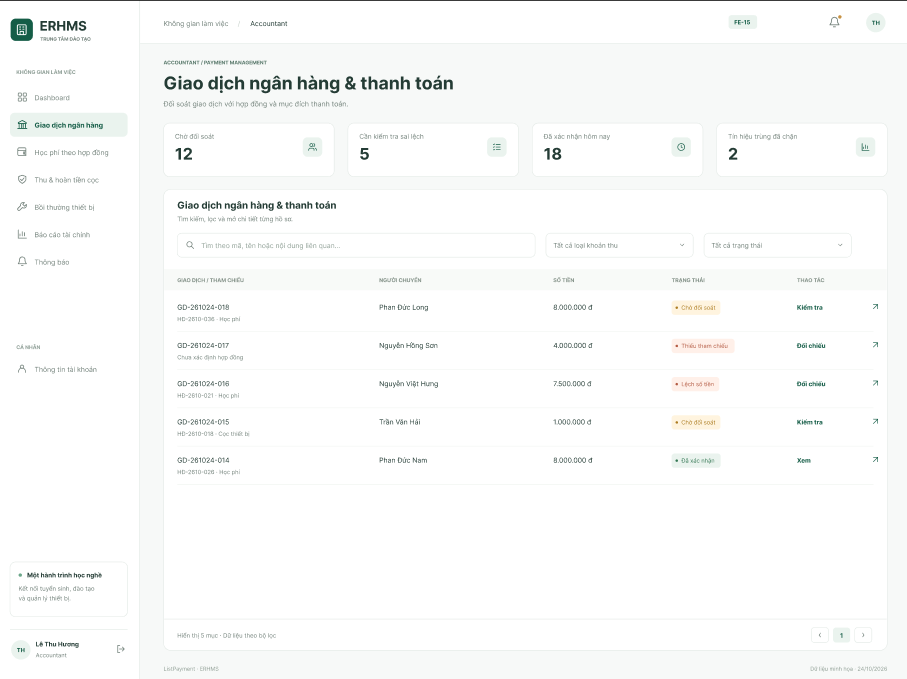 ERHMS
TRUNG TÂM ĐÀO TẠO
KHÔNG GIAN LÀM VIỆC
Dashboard
Giao dịch ngân hàng
Học phí theo hợp đồng
Thu & hoàn tiền cọc
Bồi thường thiết bị
Báo cáo tài chính
Thông báo
CÁ NHÂN
Thông tin tài khoản
Một hành trình học nghề
Kết nối tuyển sinh, đào tạo
và quản lý thiết bị.
TH
Lê Thu Hương
Accountant
Không gian làm việc / Accountant
FE-15
TH
ACCOUNTANT / PAYMENT MANAGEMENT
Giao dịch ngân hàng & thanh toán
Đối soát giao dịch với hợp đồng và mục đích thanh toán.
Chờ đối soát
12
Cần kiểm tra sai lệch
5
Đã xác nhận hôm nay
18
Tín hiệu trùng đã chặn
2
Giao dịch ngân hàng & thanh toán
Tìm kiếm, lọc và mở chi tiết từng hồ sơ.
Tìm theo mã, tên hoặc nội dung liên quan...
Tất cả loại khoản thu
Tất cả trạng thái
GIAO DỊCH / THAM CHIẾU NGƯỜI CHUYỂN SỐ TIỀN TRẠNG THÁI THAO TÁC
GD-261024-018 Phan Đức Long 8.000.000 đ Chờ đối soát Kiểm tra
HD-2610-036 · Học phí
GD-261024-017 Nguyễn Hồng Sơn 4.000.000 đ Thiếu tham chiếu Đối chiếu
Chưa xác định hợp đồng
GD-261024-016 Nguyễn Việt Hưng 7.500.000 đ Lệch số tiền Đối chiếu
HD-2610-021 · Học phí
GD-261024-015 Trần Văn Hải 1.000.000 đ Chờ đối soát Kiểm tra
HD-2610-018 · Cọc thiết bị
GD-261024-014 Phan Đức Nam 8.000.000 đ Đã xác nhận Xem
HD-2610-026 · Học phí
Hiển thị 5 mục · Dữ liệu theo bộ lọc
1
ListPayment · ERHMS
Dữ liệu minh họa · 24/10/2026